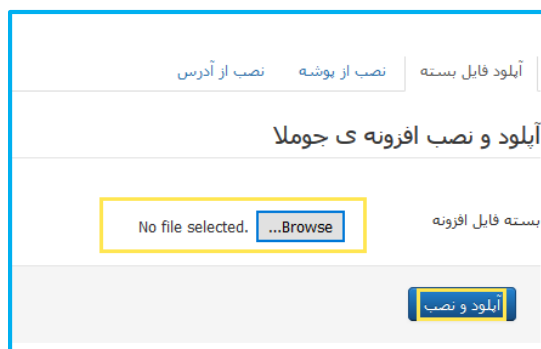 آپلود فایل بسته نصب از پوشه نصب از آدرس
آپلود و نصب افزونه ی جوملا
بسته فایل افزونه Browse... No file selected.
آپلود و نصب